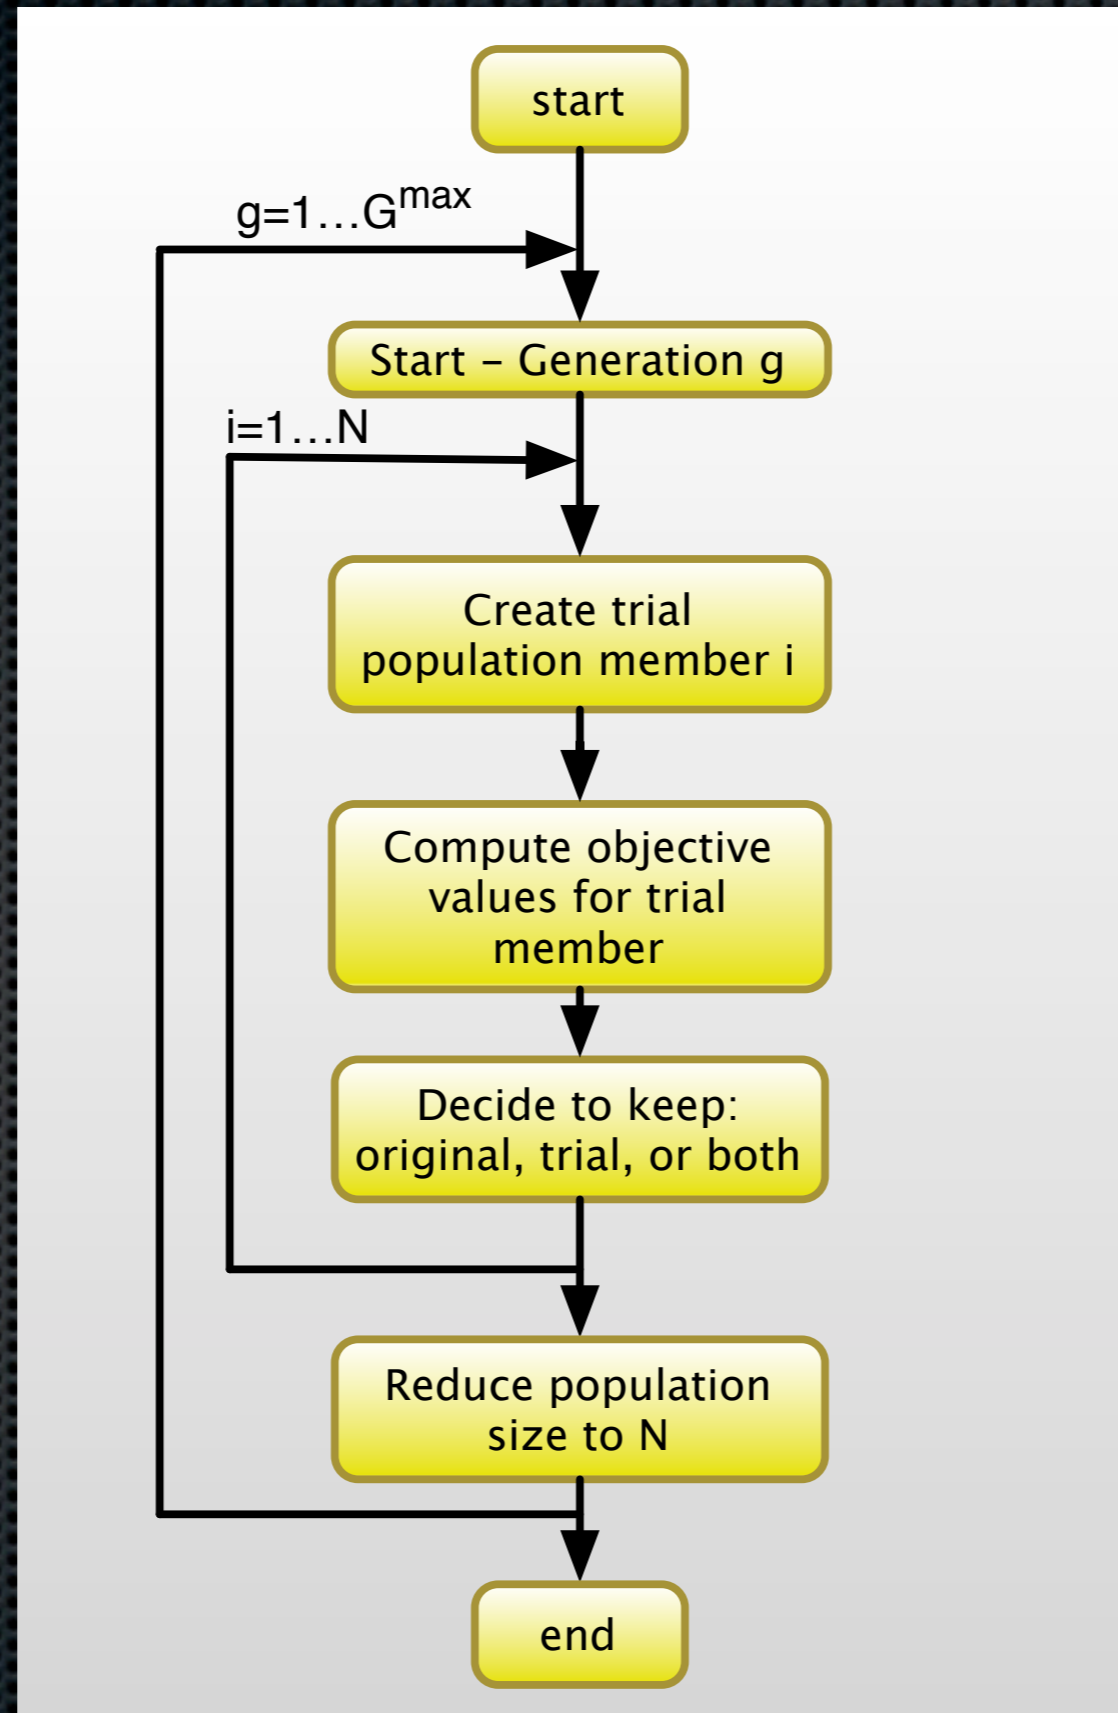 start
g=1…G^max
Start – Generation g
i=1…N
Create trial
population member i
Compute objective
values for trial
member
Decide to keep:
original, trial, or both
Reduce population
size to N
end